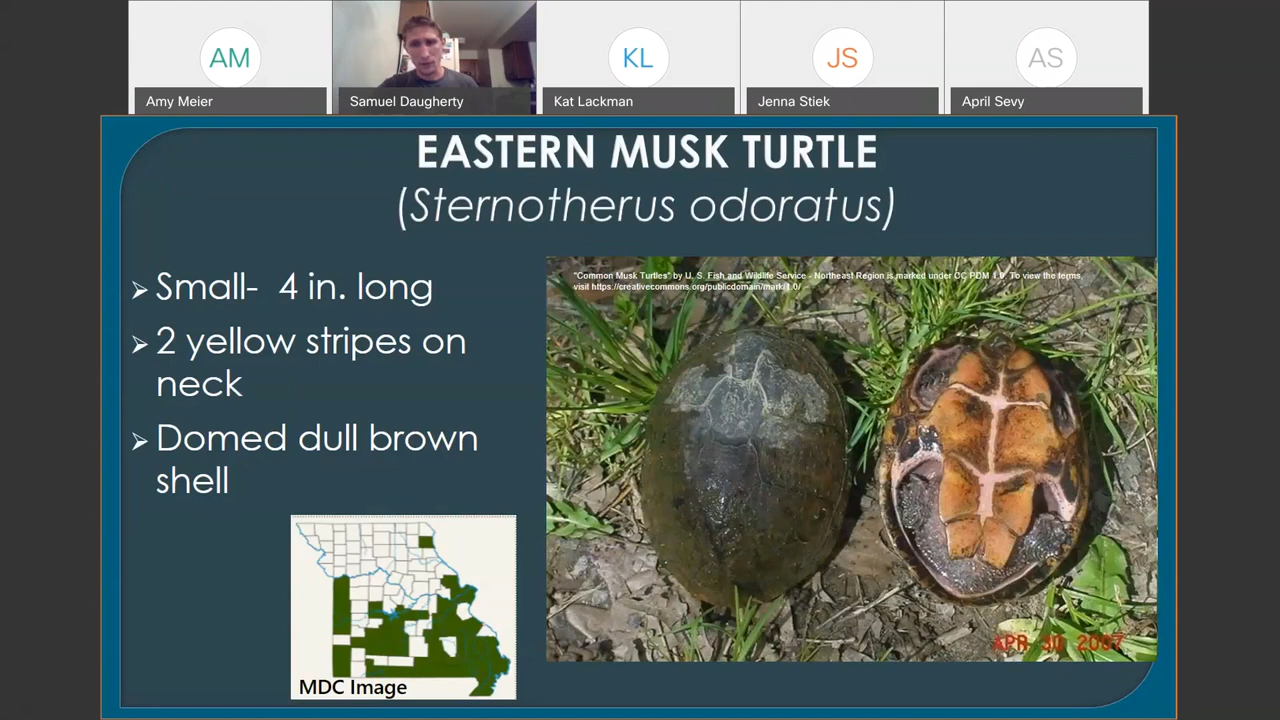 AM
KL
JS
AS
Amy Meier
Samuel Daugherty
Kat Lackman
Jenna Stiek
April Sevy
EASTERN MUSK TURTLE
(Sternotherus odoratus)
"Common Musk Turtles" by U. S. Fish and Wildlife Service - Northeast Region is marked under CC PDM 1.0. To view the terms,
visit https://creativecommons.org/publicdomain/mark/1.0/
➢ Small- 4 in. long
➢ 2 yellow stripes on
neck
➢ Domed dull brown
shell
APR 30 2007
MDC Image